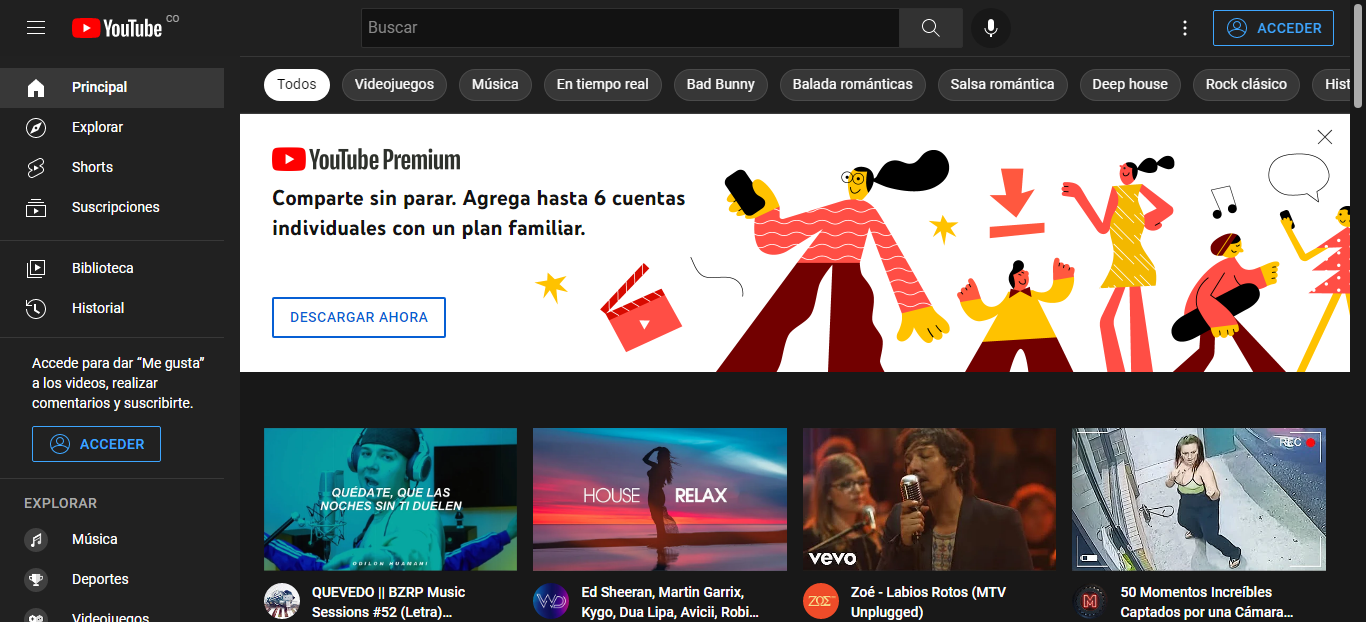 YouTube CO
Buscar
ACCEDER
Principal
Explorar
Shorts
Suscripciones
Biblioteca
Historial
Accede para dar “Me gusta”
a los videos, realizar
comentarios y suscribirte.
ACCEDER
EXPLORAR
Música
Deportes
Videojuegos
Todos
Videojuegos
Música
En tiempo real
Bad Bunny
Balada románticas
Salsa romántica
Deep house
Rock clásico
Hist
YouTube Premium
Comparte sin parar. Agrega hasta 6 cuentas
individuales con un plan familiar.
DESCARGAR AHORA
QUÉDATE, QUE LAS
NOCHES SIN TI DUELEN
ODILON HUAMANI
QUEVEDO || BZRP Music
Sessions #52 (Letra)...
HOUSE RELAX
WD
Ed Sheeran, Martin Garrix,
Kygo, Dua Lipa, Avicii, Robi...
vevo
ZOÉ
Zoé - Labios Rotos (MTV
Unplugged)
REC
M
50 Momentos Increíbles
Captados por una Cámara...